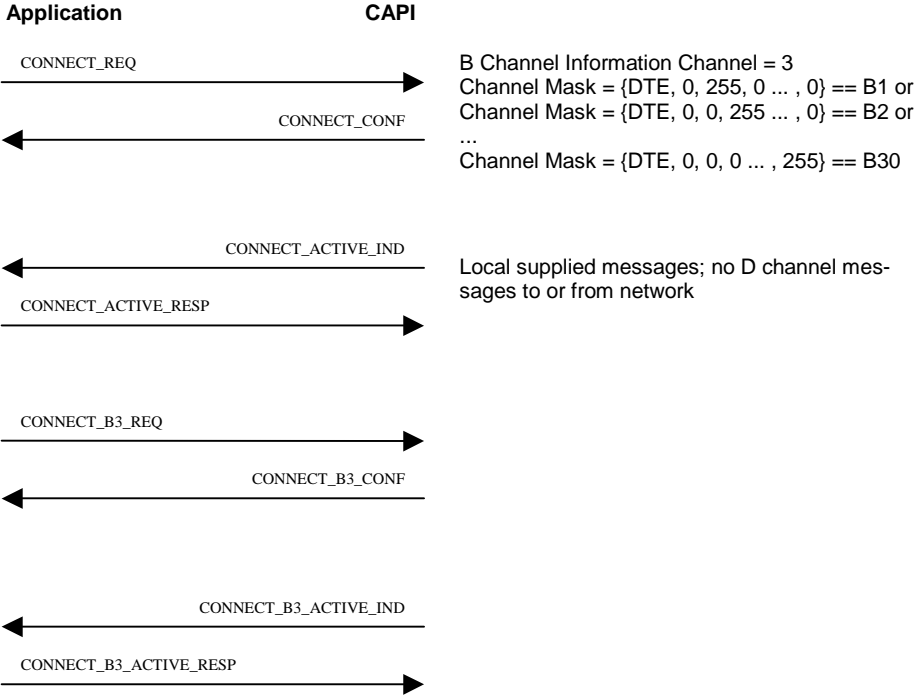 Application CAPI
CONNECT_REQ
B Channel Information Channel = 3
Channel Mask = {DTE, 0, 255, 0 ... , 0} == B1 or
Channel Mask = {DTE, 0, 0, 255 ... , 0} == B2 or
CONNECT_CONF
...
Channel Mask = {DTE, 0, 0, 0 ... , 255} == B30
CONNECT_ACTIVE_IND
Local supplied messages; no D channel mes-
sages to or from network
CONNECT_ACTIVE_RESP
CONNECT_B3_REQ
CONNECT_B3_CONF
CONNECT_B3_ACTIVE_IND
CONNECT_B3_ACTIVE_RESP